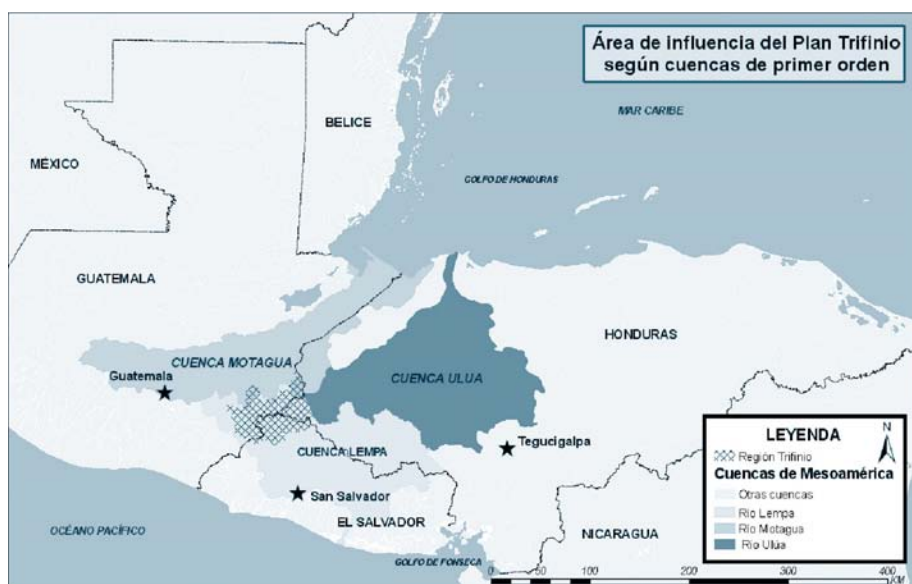 Área de influencia del Plan Trifinio
según cuencas de primer orden
MAR CARIBE
BELICE
MÉXICO
GOLFO DE HONDURAS
GUATEMALA
HONDURAS
CUENCA MOTAGUA
Guatemala
CUENCA ULUA
Tegucigalpa
CUENCA LEMPA
San Salvador
EL SALVADOR
OCÉANO PACÍFICO
GOLFO DE FONSECA
NICARAGUA
LEYENDA
N
Región Trifinio
Cuencas de Mesoamérica
Otras cuencas
Río Lempa
Río Motagua
Río Ulúa
0 50 100 200 300 400
KM